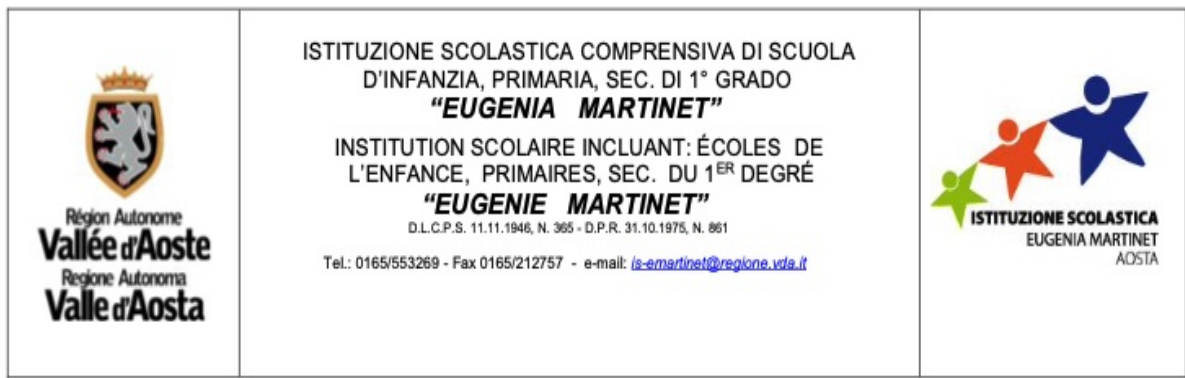 Région Autonome
Vallée d'Aoste
Regione Autonoma
Valle d'Aosta
ISTITUZIONE SCOLASTICA COMPRENSIVA DI SCUOLA
D'INFANZIA, PRIMARIA, SEC. DI 1° GRADO
"EUGENIA MARTINET"
INSTITUTION SCOLAIRE INCLUANT: ÉCOLES DE
L'ENFANCE, PRIMAIRES, SEC. DU 1ER DEGRÉ
"EUGENIE MARTINET"
D.L.C.P.S. 11.11.1946, N. 365 - D.P.R. 31.10.1975, N. 861
Tel.: 0165/553269 - Fax 0165/212757 - e-mail: is-emartinet@regione.vda.it
ISTITUZIONE SCOLASTICA
EUGENIA MARTINET
AOSTA